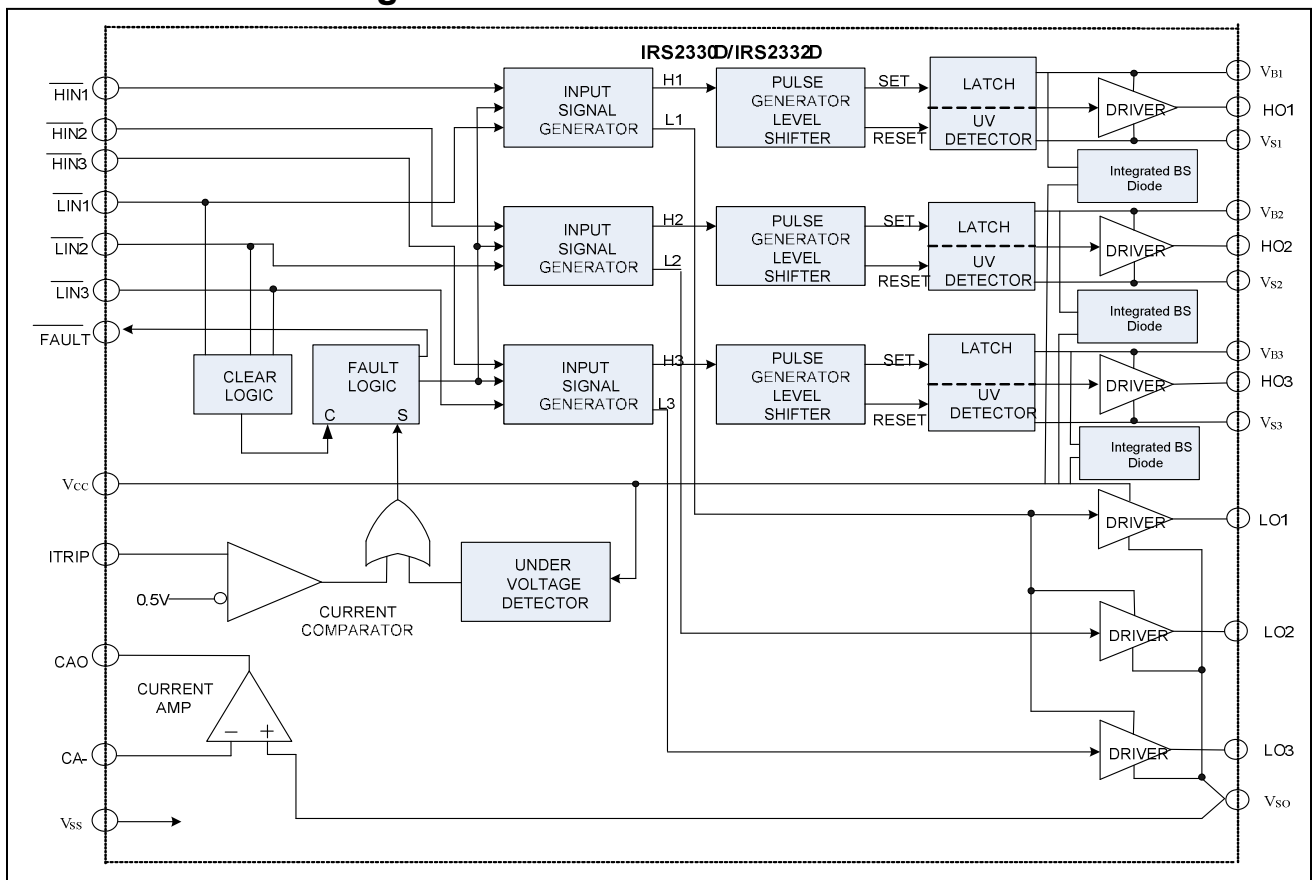 IRS2330D/IRS2332D
HIN1
HIN2
HIN3
LIN1
LIN2
LIN3
FAULT
VCC
ITRIP
0.5V
CAO
CA-
VSS
CLEAR
LOGIC
FAULT
LOGIC
C
S
INPUT
SIGNAL
GENERATOR
H1
L1
PULSE
GENERATOR
LEVEL
SHIFTER
SET
RESET
LATCH
UV
DETECTOR
DRIVER
Integrated BS
Diode
VB1
HO1
VS1
INPUT
SIGNAL
GENERATOR
H2
L2
PULSE
GENERATOR
LEVEL
SHIFTER
SET
RESET
LATCH
UV
DETECTOR
DRIVER
Integrated BS
Diode
VB2
HO2
VS2
INPUT
SIGNAL
GENERATOR
H3
L3
PULSE
GENERATOR
LEVEL
SHIFTER
SET
RESET
LATCH
UV
DETECTOR
DRIVER
Integrated BS
Diode
VB3
HO3
VS3
UNDER
VOLTAGE
DETECTOR
CURRENT
COMPARATOR
CURRENT
AMP
−
+
DRIVER
LO1
DRIVER
LO2
DRIVER
LO3
VSO